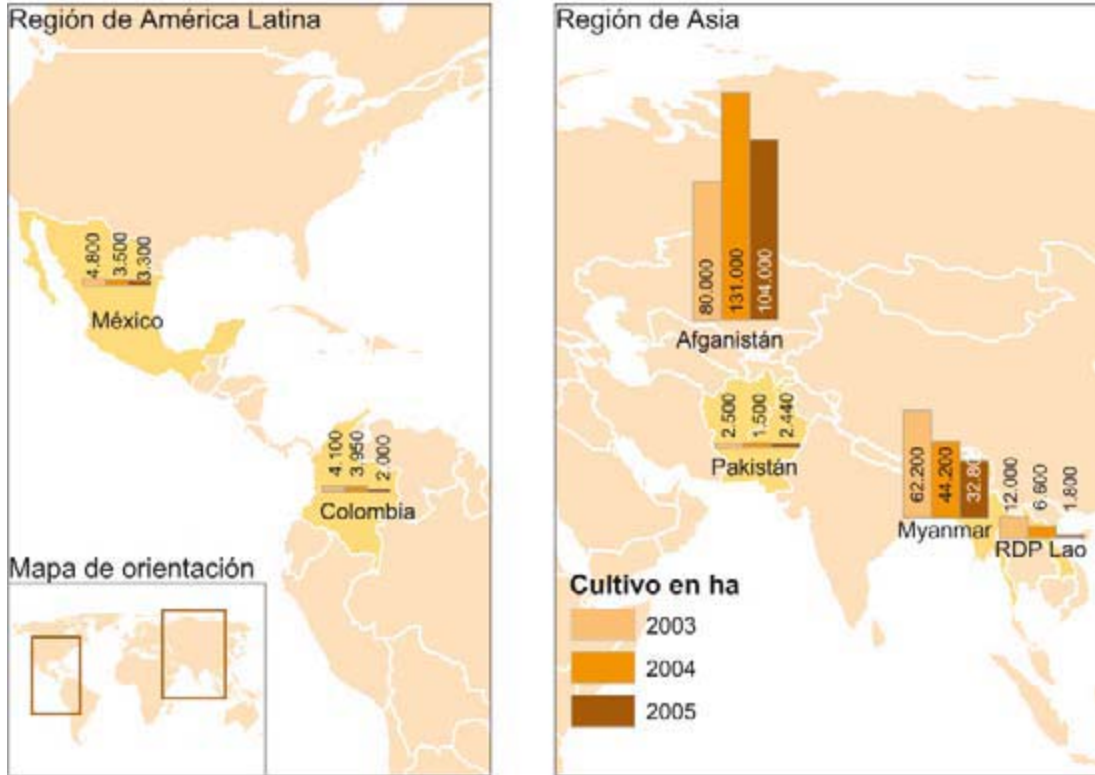 Región de América Latina
4.800
3.500
3.300
México
4.100
3.950
2.000
Colombia
Mapa de orientación
Región de Asia
80.000
131.000
104.000
Afganistán
2.500
1.500
2.440
Pakistán
62.200
44.200
32.80
Myanmar
12.000
6.600
1.800
RDP Lao
Cultivo en ha
2003
2004
2005